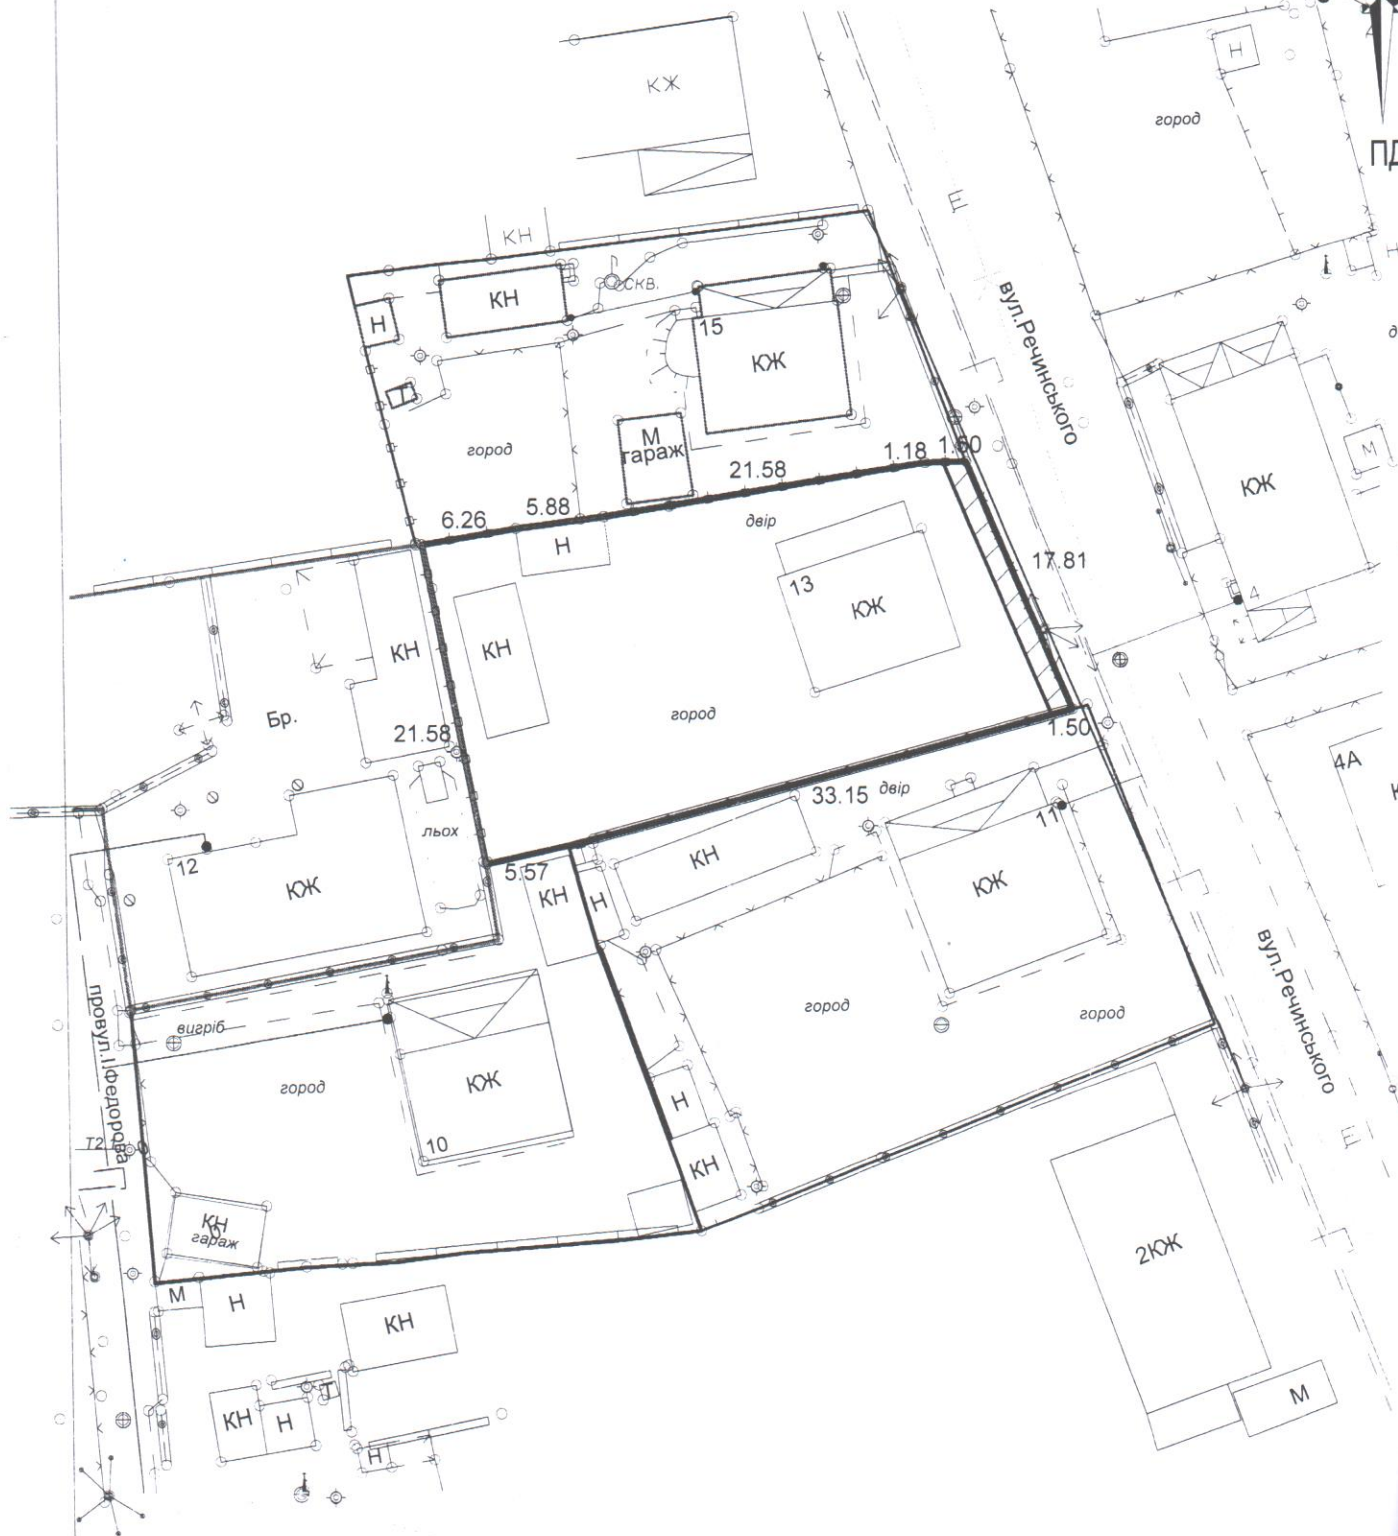 КЖ
Н
город
ПД
КН
Щ
вул.Речинського
КН
скв.
Н
15
КЖ
Т
М
гараж
город
М
КЖ
6.26
5.88
21.58
1.18
1.50
двір
Н
17.81
13
КЖ
4
КН
КН
город
Бр.
21.58
1.50
4А
льох
33.15
двір
11
12
КЖ
5.57
КН
Н
КН
КЖ
провул.І.федорова
вигріб
город
город
вул.Речинського
город
КЖ
10
Н
КН
Т2
Щ
КН
гараж
2КЖ
М
Н
КН
М
КН
Н
Т
Н